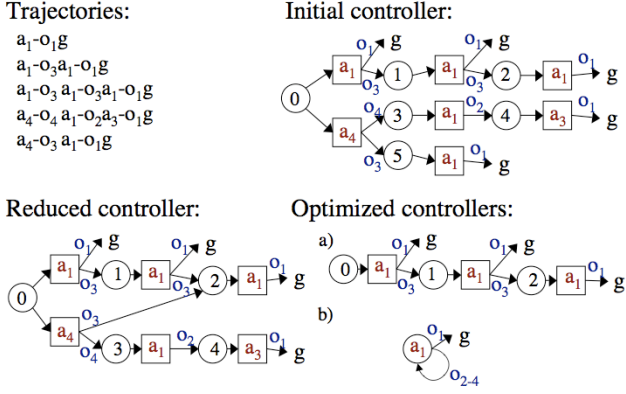 Trajectories:
a₁-o₁g
a₁-o₃a₁-o₁g
a₁-o₃ a₁-o₃a₁-o₁g
a₄-o₄ a₁-o₂a₃-o₁g
a₄-o₃ a₁-o₁g
Initial controller:
o₁ g o₁ g
a₁ 1 a₁ 2 a₁ o₁ g
o₃ o₃
0
o₄ 3 a₁ o₂ 4 a₃ o₁ g
a₄
o₃ 5 a₁ o₁ g
Reduced controller:
o₁ g o₁ g
a₁ 1 a₁ 2 a₁ o₁ g
o₃ o₃
0
o₃
a₄
o₄ 3 a₁ o₂ 4 a₃ o₁ g
Optimized controllers:
a)
o₁ g o₁ g
0 a₁ 1 a₁ 2 a₁ o₁ g
o₃ o₃
b)
o₁ g
a₁
o₂₋₄